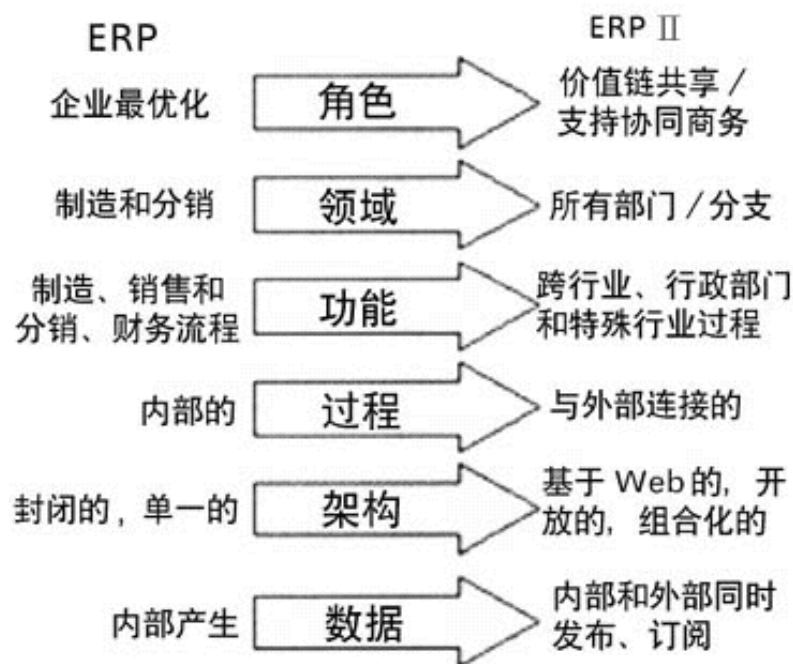 ERP
ERP Ⅱ
企业最优化
角色
价值链共享 /
支持协同商务
制造和分销
领域
所有部门 / 分支
制造、销售和
分销、财务流程
功能
跨行业、行政部门
和特殊行业过程
内部的
过程
与外部连接的
封闭的, 单一的
架构
基于 Web 的, 开
放的, 组合化的
内部产生
数据
内部和外部同时
发布、订阅